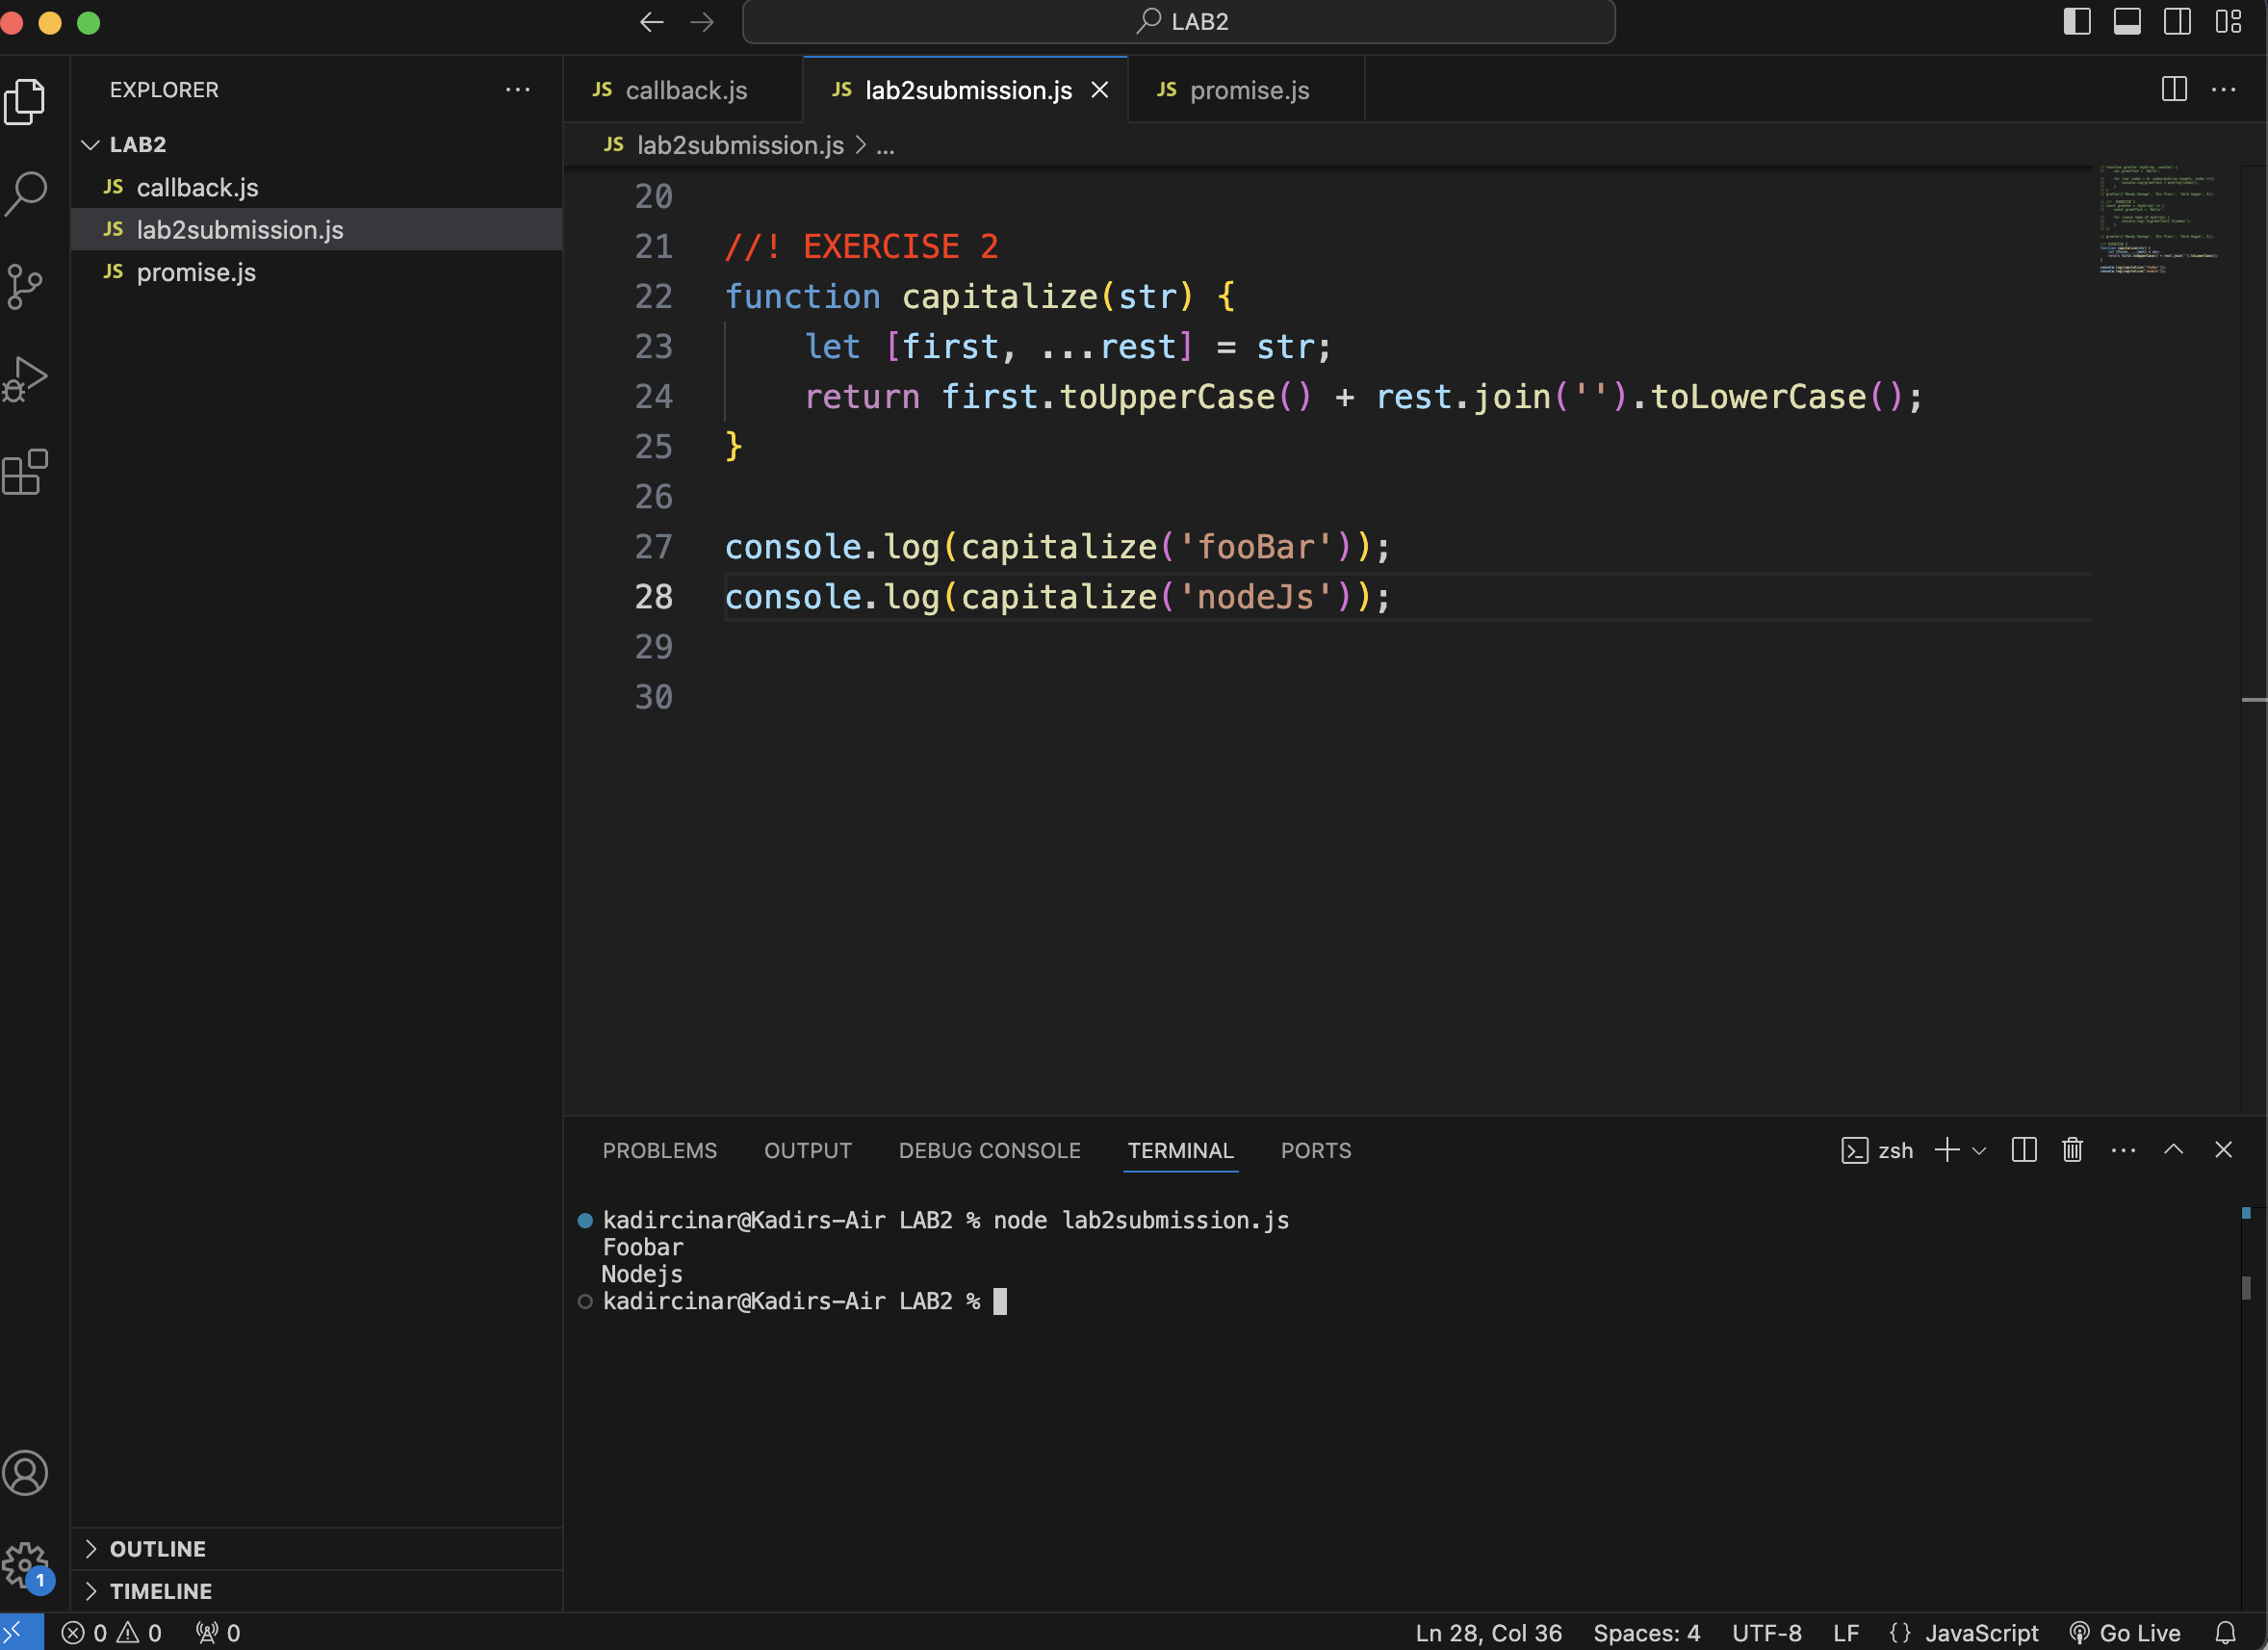 LAB2
EXPLORER
LAB2
JS callback.js
JS lab2submission.js
JS promise.js
JS callback.js
JS lab2submission.js
JS promise.js
JS lab2submission.js > ...
20
21 //! EXERCISE 2
22 function capitalize(str) {
23     let [first, ...rest] = str;
24     return first.toUpperCase() + rest.join('').toLowerCase();
25 }
26
27 console.log(capitalize('fooBar'));
28 console.log(capitalize('nodeJs'));
29
30
PROBLEMS OUTPUT DEBUG CONSOLE TERMINAL PORTS
zsh
kadircinar@Kadirs-Air LAB2 % node lab2submission.js
Foobar
Nodejs
kadircinar@Kadirs-Air LAB2 %
OUTLINE
1
TIMELINE
0 0 0
Ln 28, Col 36 Spaces: 4 UTF-8 LF {} JavaScript Go Live